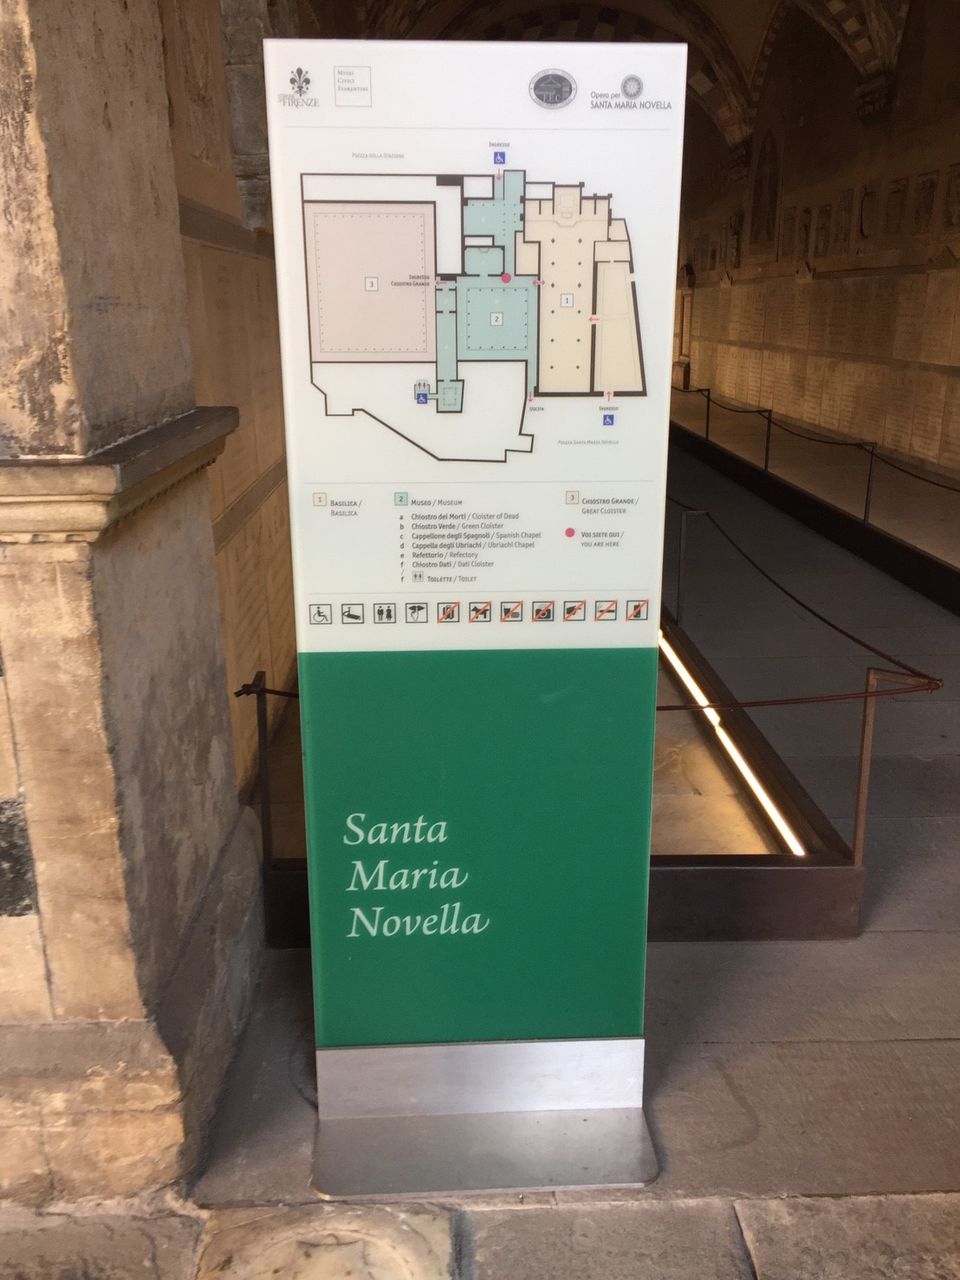 COMUNE DI
FIRENZE
MUSEI
CIVICI
FIORENTINI
Opera per
SANTA MARIA NOVELLA
PIAZZA DELLA STAZIONE
INGRESSO
3
INGRESSO
CHIOSTRO GRANDE
1
2
USCITA
INGRESSO
PIAZZA SANTA MARIA NOVELLA
1 BASILICA /
BASILICA
2 MUSEO / MUSEUM
a Chiostro dei Morti / Cloister of Dead
b Chiostro Verde / Green Cloister
c Cappellone degli Spagnoli / Spanish Chapel
d Cappella degli Ubriachi / Ubriachi Chapel
e Refettorio / Refectory
f Chiostro Dati / Dati Cloister
/
f TOILETTE / TOILET
3 CHIOSTRO GRANDE /
GREAT CLOISTER
VOI SIETE QUI /
YOU ARE HERE
Santa
Maria
Novella